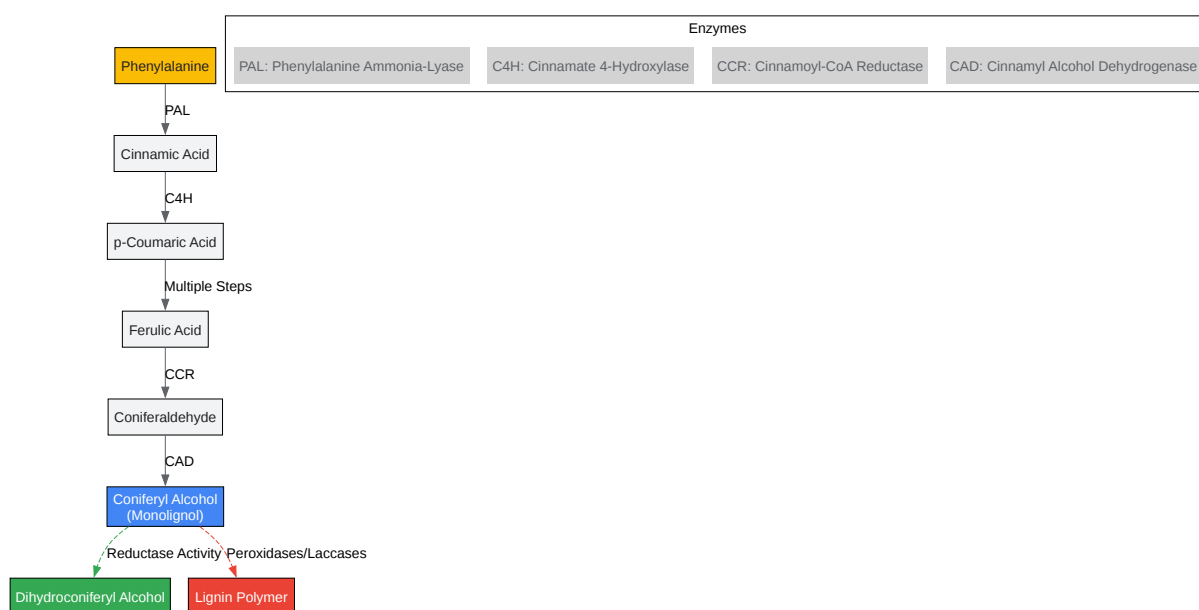 Enzymes
Phenylalanine
PAL: Phenylalanine Ammonia-Lyase
C4H: Cinnamate 4-Hydroxylase
CCR: Cinnamoyl-CoA Reductase
CAD: Cinnamyl Alcohol Dehydrogenase
PAL
Cinnamic Acid
C4H
p-Coumaric Acid
Multiple Steps
Ferulic Acid
CCR
Coniferaldehyde
CAD
Coniferyl Alcohol
(Monolignol)
Reductase Activity
Peroxidases/Laccases
Dihydroconiferyl Alcohol
Lignin Polymer